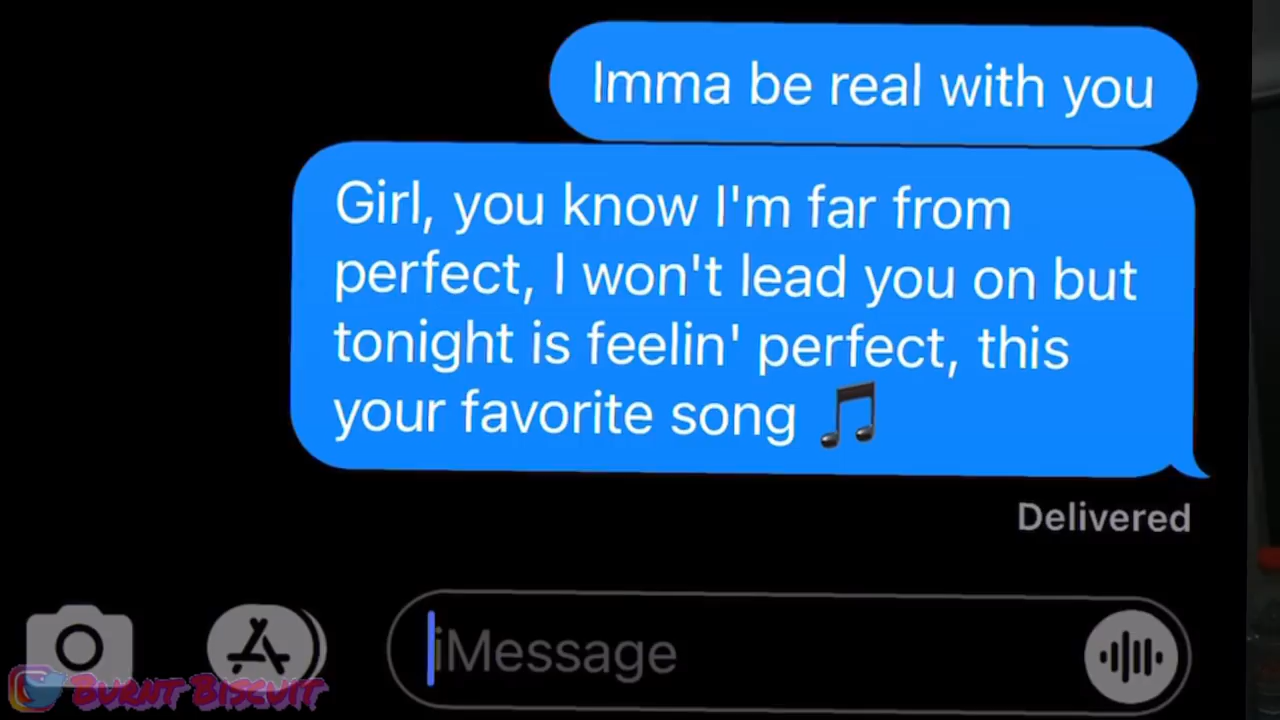 Imma be real with you
Girl, you know I'm far from
perfect, I won't lead you on but
tonight is feelin' perfect, this
your favorite song 🎵
Delivered
iMessage
Burnt Biscuit